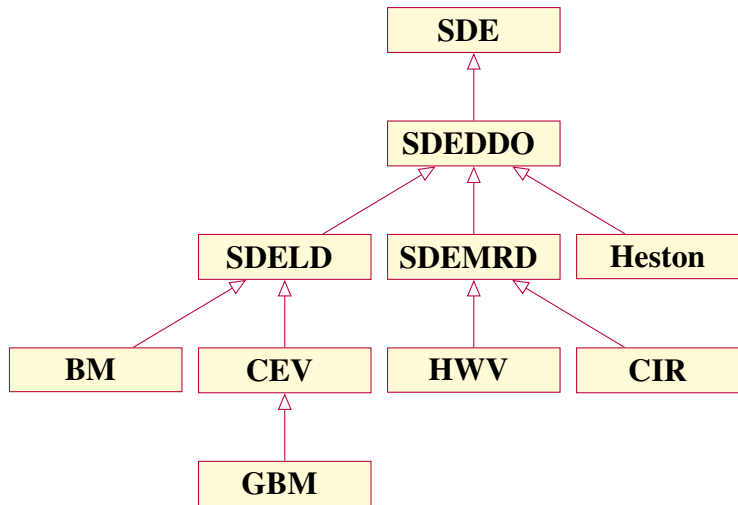 SDE
SDEDDO
SDELD
SDEMRD
Heston
BM
CEV
HWV
CIR
GBM